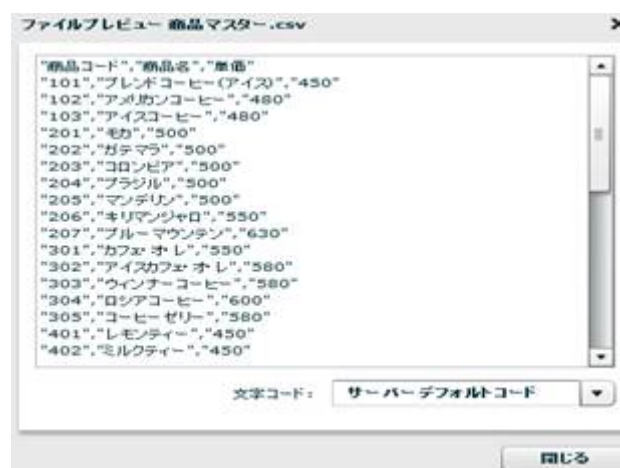 ファイルプレビュー 商品マスター.csv
"商品コード","商品名","単価"
"101","ブレンドコーヒー(アイス)","450"
"102","アメリカンコーヒー","480"
"103","アイスコーヒー","480"
"201","モカ","500"
"202","ガテマラ","500"
"203","コロンビア","500"
"204","ブラジル","500"
"205","マンデリン","500"
"206","キリマンジャロ","550"
"207","ブルーマウンテン","630"
"301","カフェ・オ・レ","550"
"302","アイスカフェ・オ・レ","580"
"303","ウィンナーコーヒー","580"
"304","ロシアコーヒー","600"
"305","コーヒーゼリー","580"
"401","レモンティー","450"
"402","ミルクティー","450"
文字コード: サーバーデフォルトコード
閉じる